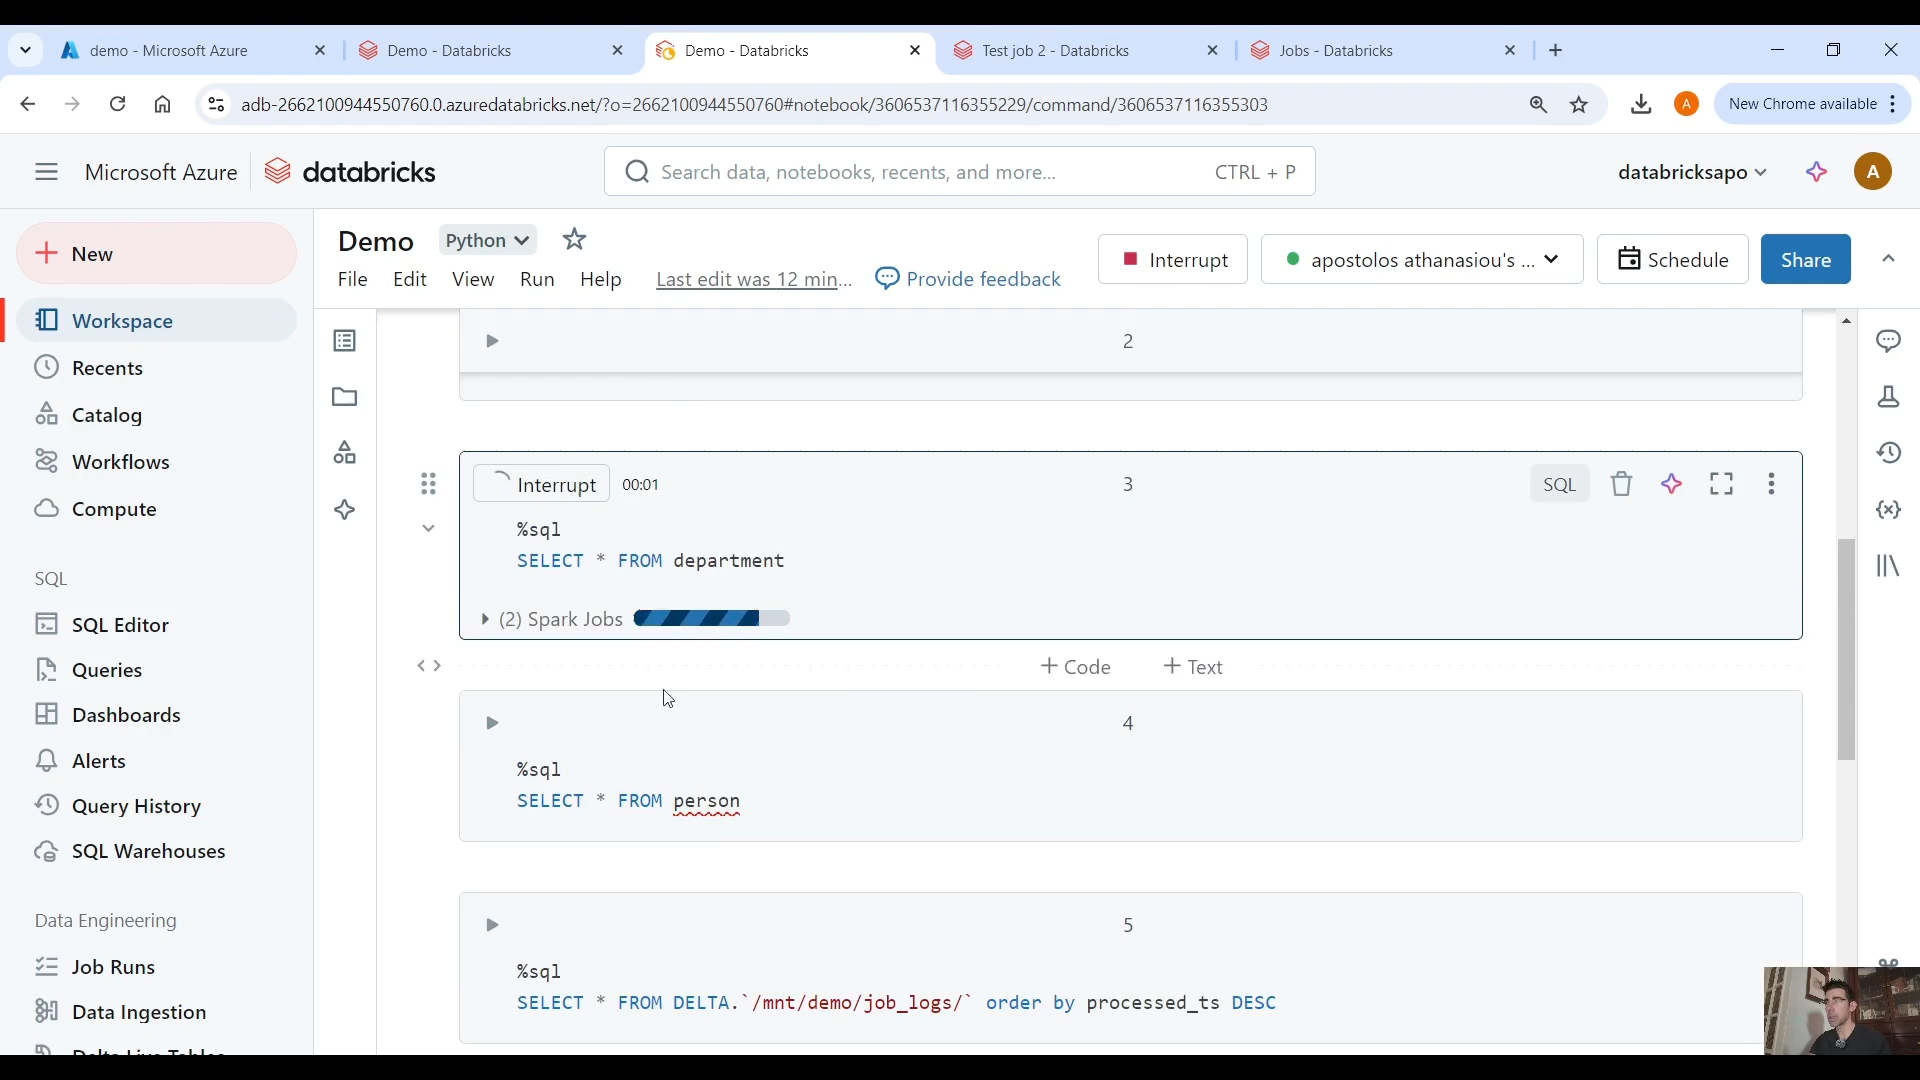 demo - Microsoft Azure
Demo - Databricks
Demo - Databricks
Test job 2 - Databricks
Jobs - Databricks
adb-2662100944550760.0.azuredatabricks.net/?o=2662100944550760#notebook/3606537116355229/command/3606537116355303
A
New Chrome available
Microsoft Azure
databricks
Search data, notebooks, recents, and more...
CTRL + P
databricksapo
A
New
Workspace
Recents
Catalog
Workflows
Compute
SQL
SQL Editor
Queries
Dashboards
Alerts
Query History
SQL Warehouses
Data Engineering
Job Runs
Data Ingestion
Delta Live Tables
Demo
Python
File
Edit
View
Run
Help
Last edit was 12 min...
Provide feedback
Interrupt
apostolos athanasiou's ...
Schedule
Share
2
Interrupt
00:01
3
SQL
%sql
SELECT * FROM department
(2) Spark Jobs
+ Code
+ Text
4
%sql
SELECT * FROM person
5
%sql
SELECT * FROM DELTA.`/mnt/demo/job_logs/` order by processed_ts DESC